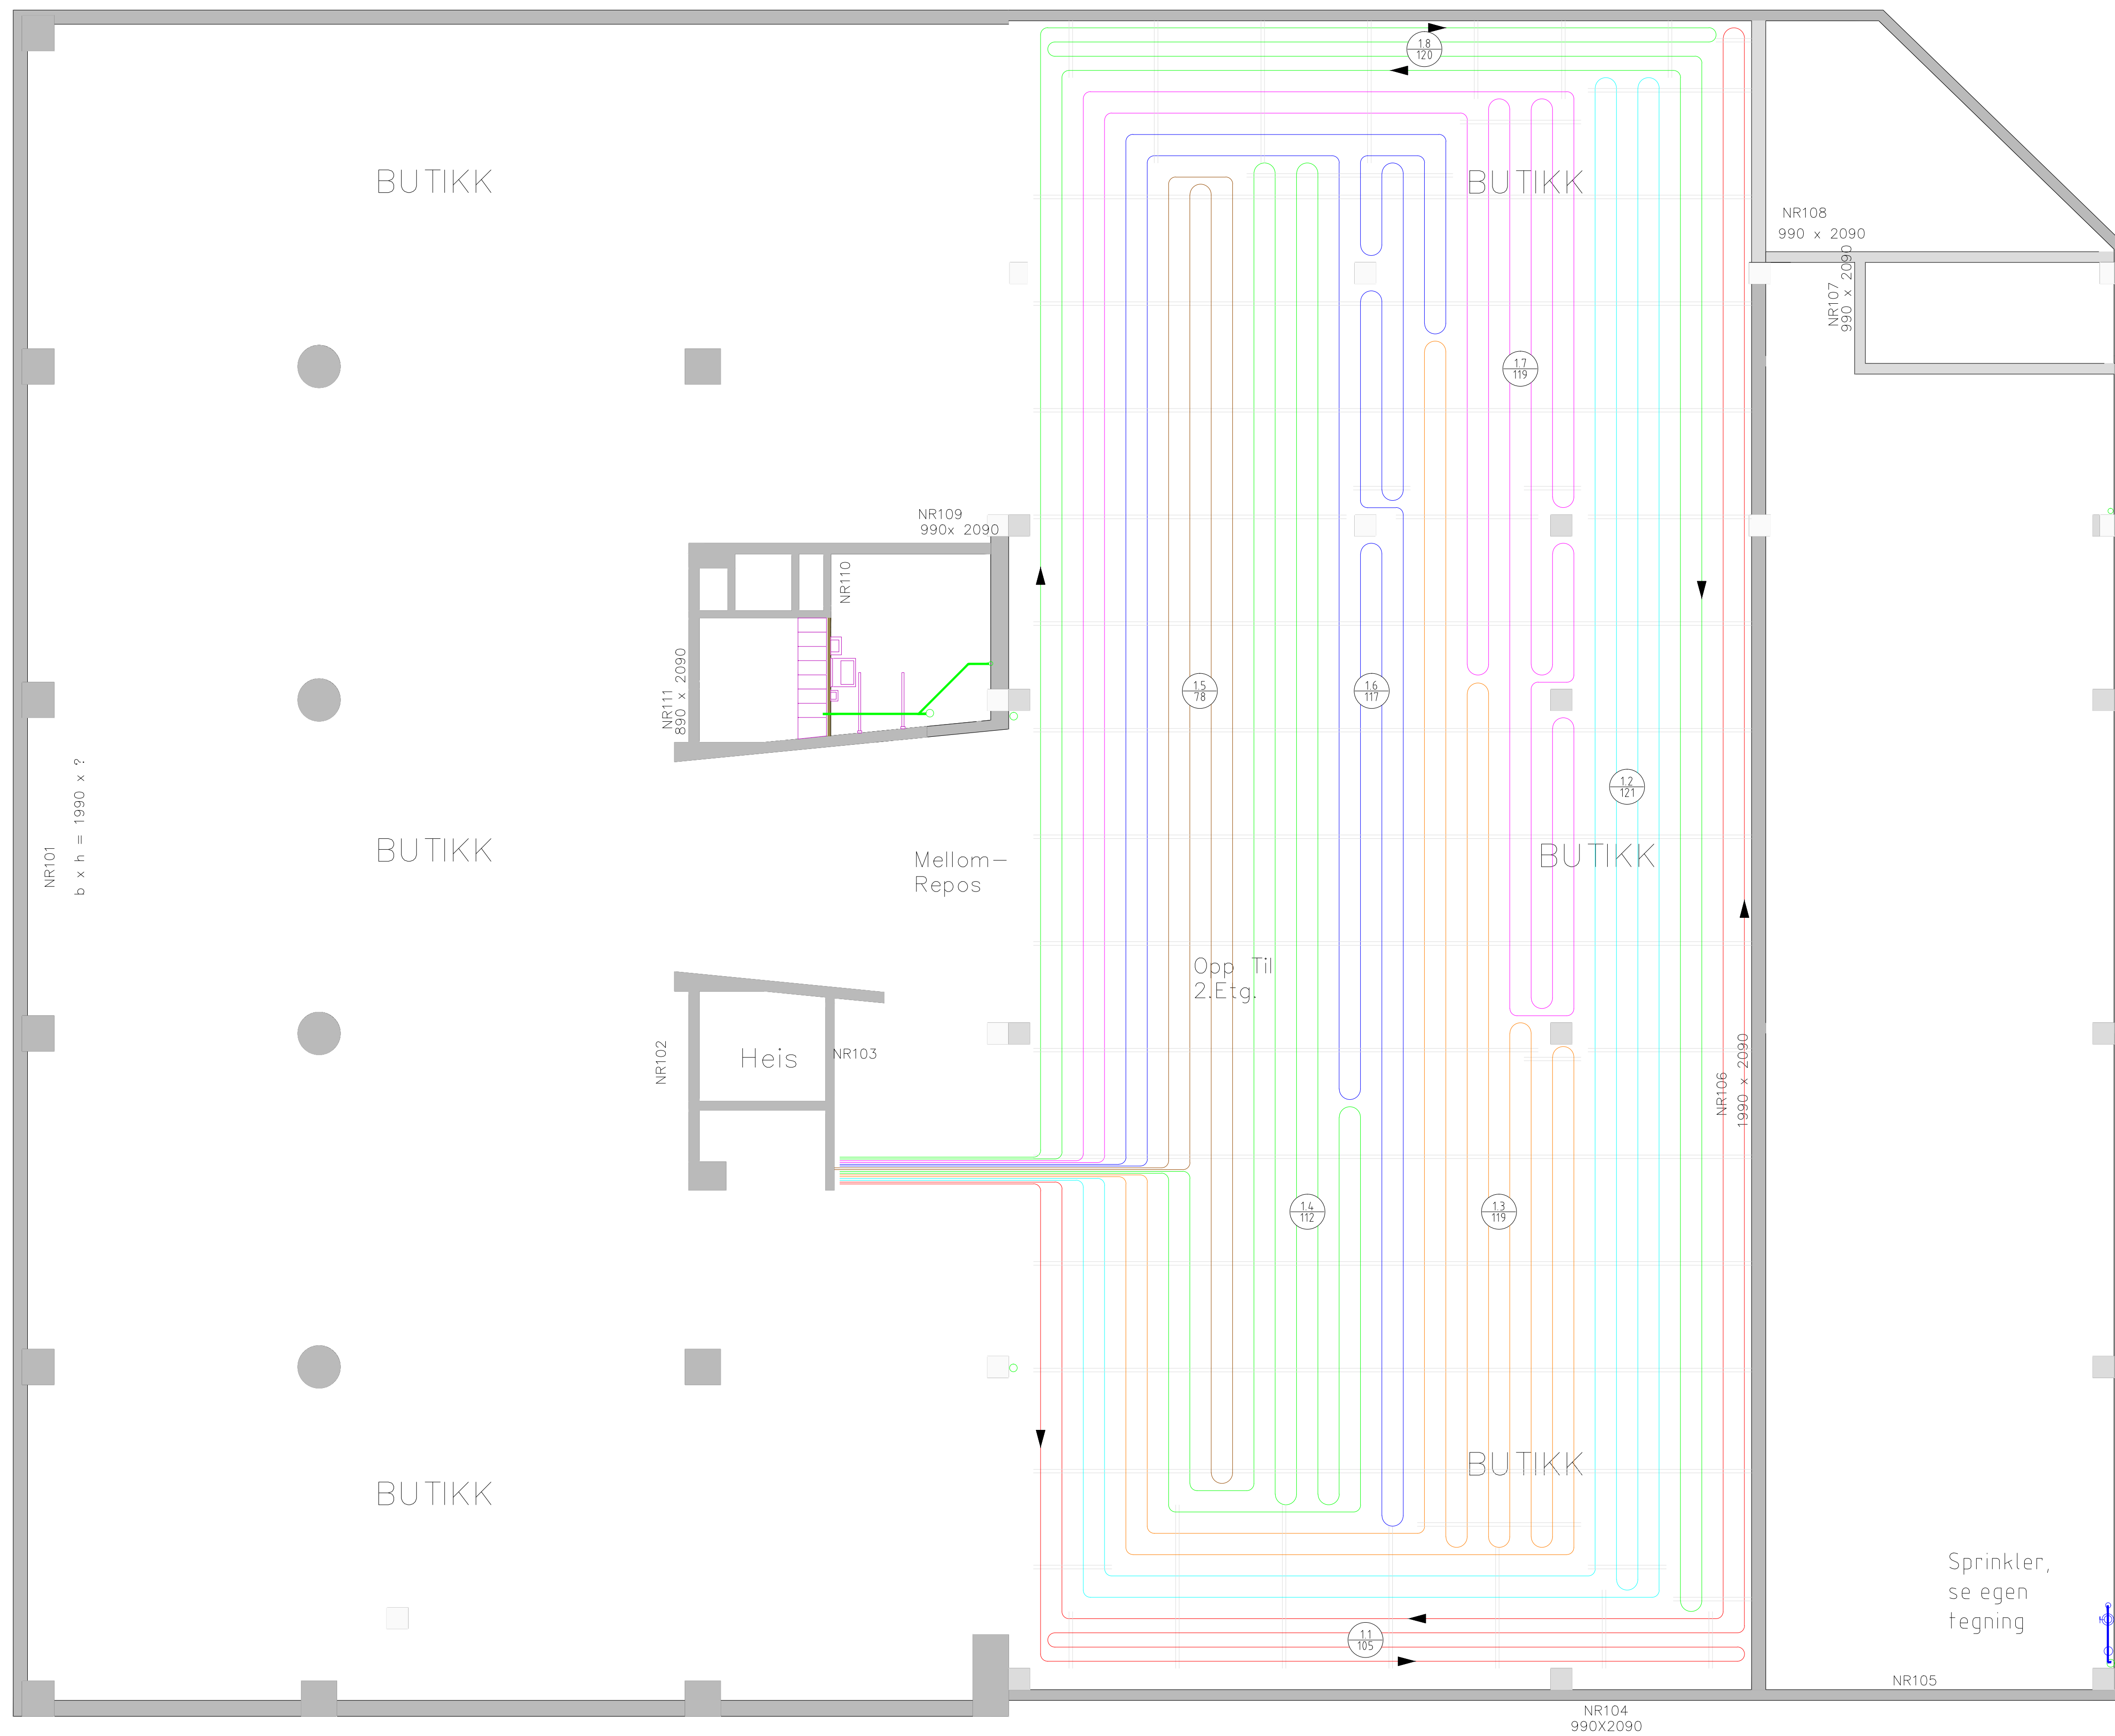 1.8
120
BUTIKK
BUTIKK
NR108
990 x 2090
NR107
990 x 2090
1.7
119
NR109
990x 2090
NR110
NR111
890 x 2090
1.5
78
1.6
117
1.2
121
NR101
b x h = 1990 x ?
BUTIKK
Mellom-
Repos
BUTIKK
Opp Til
2.Etg.
NR102
Heis
NR103
NR106
1990 x 2090
1.4
112
1.3
119
BUTIKK
BUTIKK
Sprinkler,
se egen
tegning
1.1
105
NR105
NR104
990X2090